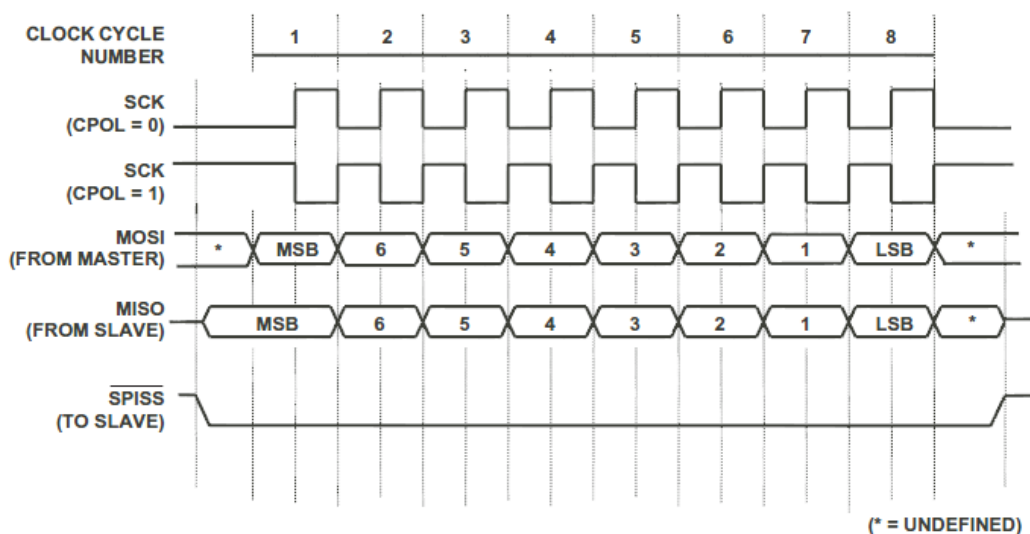 CLOCK CYCLE
NUMBER
1 2 3 4 5 6 7 8
SCK
(CPOL = 0)
SCK
(CPOL = 1)
MOSI
(FROM MASTER)
* MSB 6 5 4 3 2 1 LSB *
MISO
(FROM SLAVE)
MSB 6 5 4 3 2 1 LSB *
SPISS
(TO SLAVE)
(* = UNDEFINED)